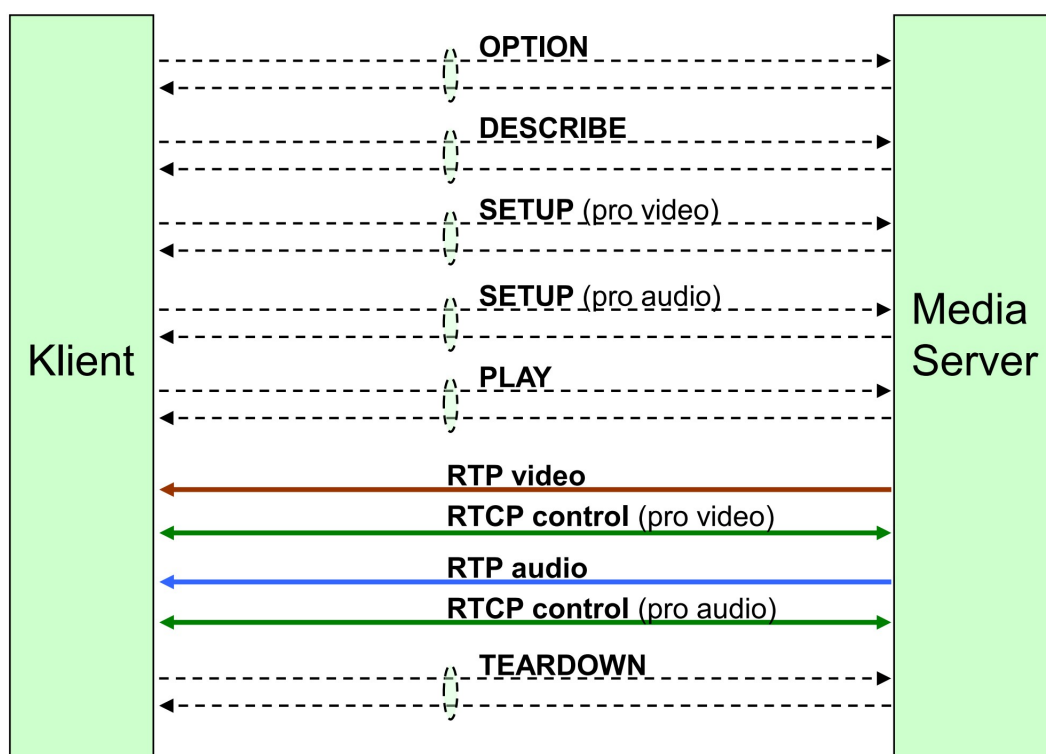 OPTION
DESCRIBE
SETUP (pro video)
SETUP (pro audio)
Klient
Media
Server
PLAY
RTP video
RTCP control (pro video)
RTP audio
RTCP control (pro audio)
TEARDOWN